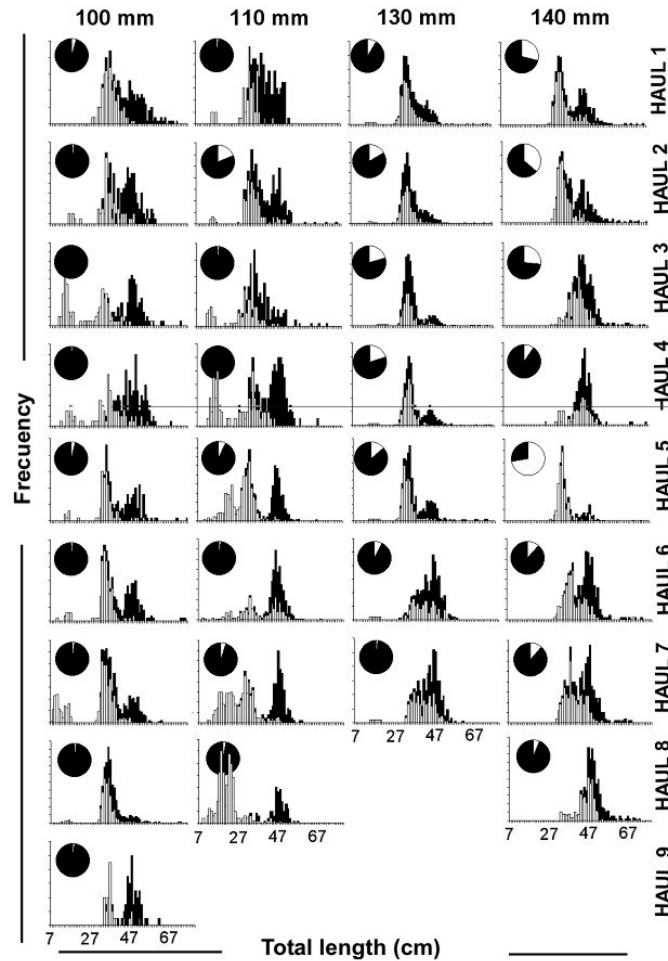 100 mm 110 mm 130 mm 140 mm
HAUL 1
HAUL 2
HAUL 3
HAUL 4
HAUL 5
HAUL 6
HAUL 7
7 27 47 67
HAUL 8
7 27 47 67
7 27 47 67
HAUL 9
7 27 47 67
Frecuency
Total length (cm)